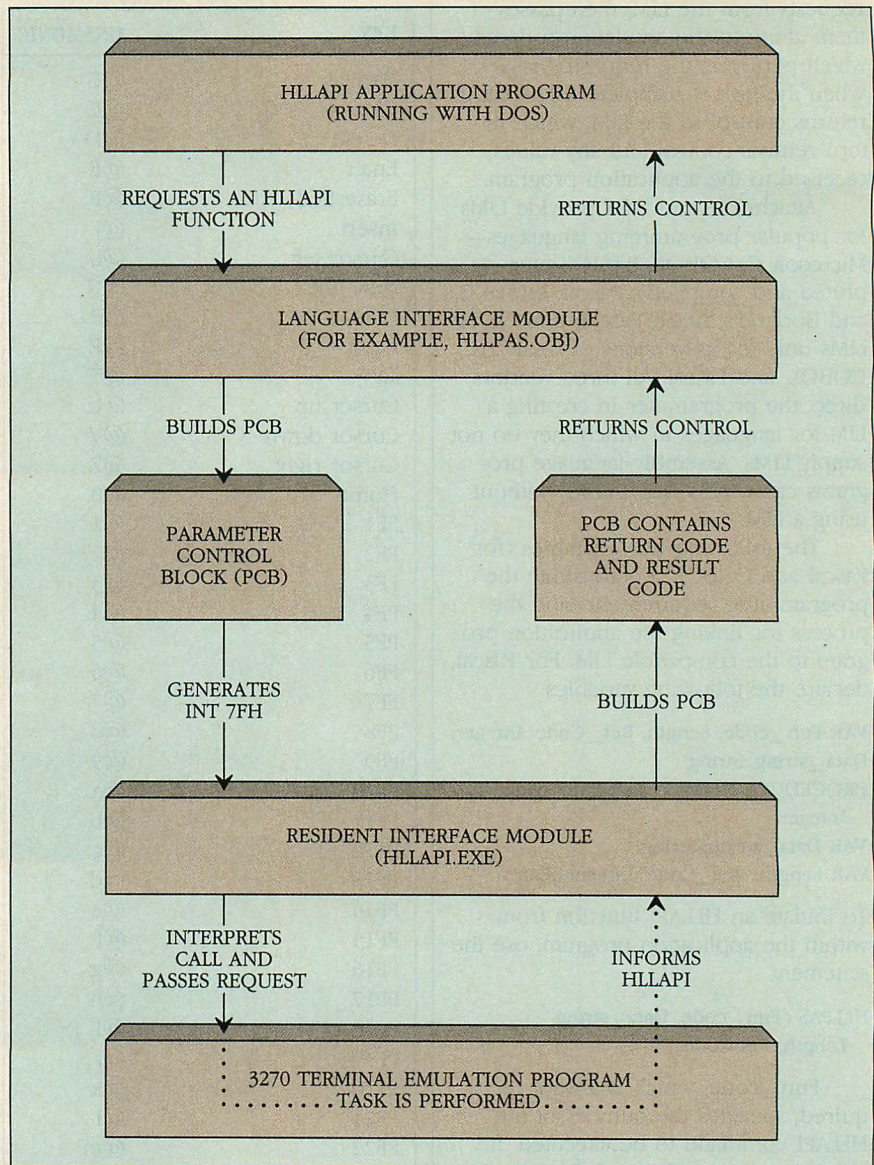 HLLAPI APPLICATION PROGRAM
(RUNNING WITH DOS)
REQUESTS AN HLLAPI
FUNCTION
RETURNS CONTROL
LANGUAGE INTERFACE MODULE
(FOR EXAMPLE, HLLPAS.OBJ)
BUILDS PCB
RETURNS CONTROL
PARAMETER
CONTROL
BLOCK (PCB)
PCB CONTAINS
RETURN CODE
AND RESULT
CODE
GENERATES
INT 7FH
BUILDS PCB
RESIDENT INTERFACE MODULE
(HLLAPI.EXE)
INTERPRETS
CALL AND
PASSES REQUEST
INFORMS
HLLAPI
3270 TERMINAL EMULATION PROGRAM
TASK IS PERFORMED